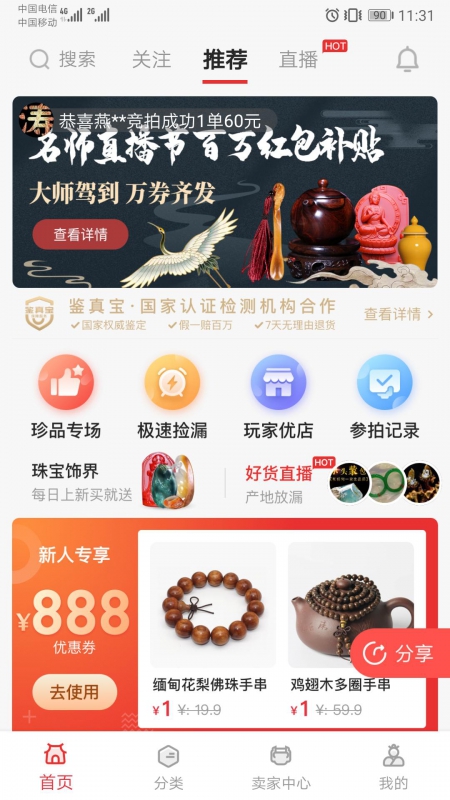 中国电信 4G 2G
中国移动
90 11:31
搜索 关注 推荐 直播 HOT
寿 恭喜燕**竞拍成功1单60元
名师直播节 百万红包补贴
大师驾到 万券齐发
查看详情
鉴真宝 鉴真宝·国家认证检测机构合作 查看详情
国家权威鉴定 假一赔百万 7天无理由退货
珍品专场 极速捡漏 玩家优店 参拍记录
珠宝饰界 好货直播 HOT
每日上新买就送 产地放漏
新人专享
¥888
优惠券
去使用
缅甸花梨佛珠手串 鸡翅木多圈手串
¥1 ¥: 19.9 ¥1 ¥: 59.9
分享
首页 分类 卖家中心 我的